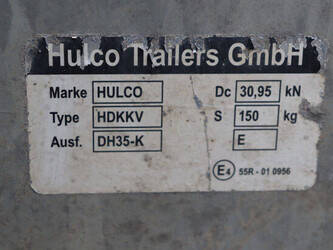 Hulco Trailers GmbH
Marke HULCO Dc 30,95 kN
Type HDKKV S 150 kg
Ausf. DH35-K E
E4 55R - 01 0956